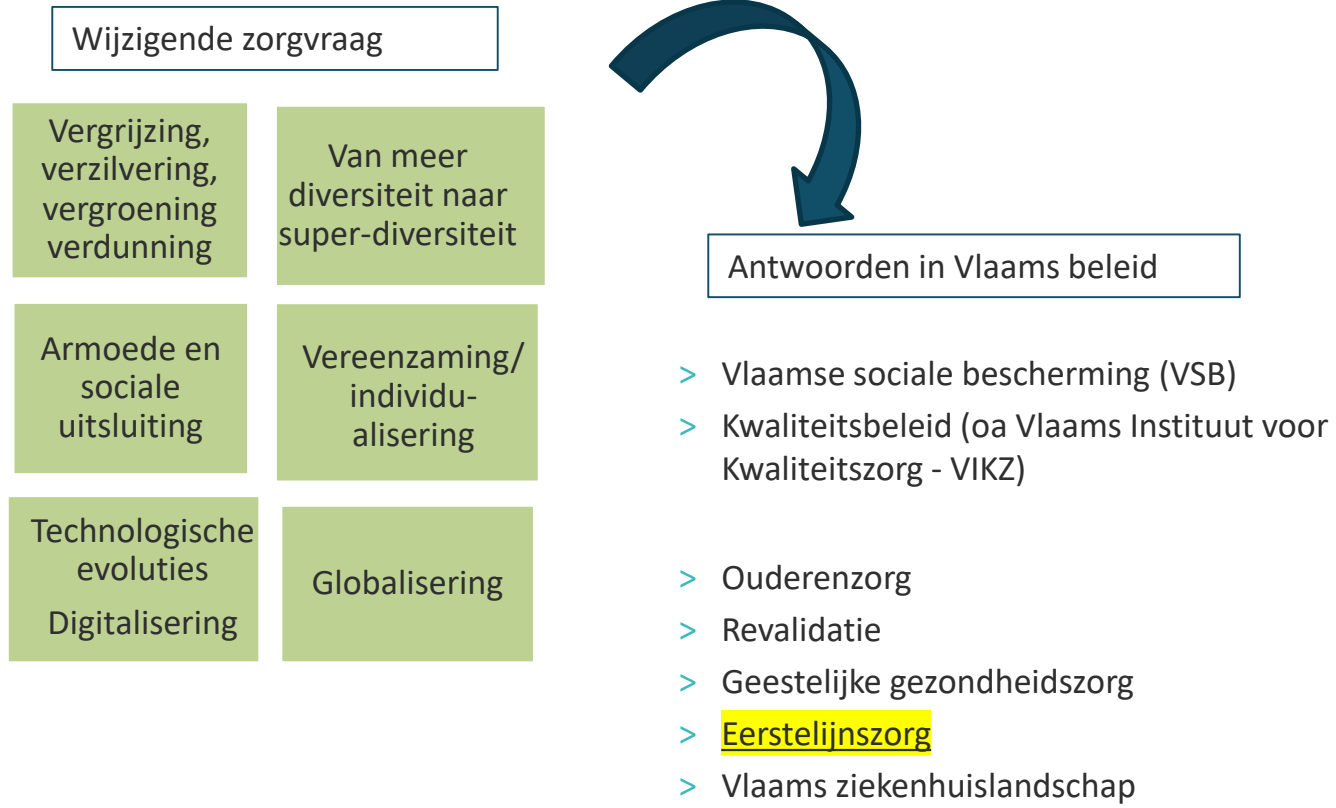 Wijzigende zorgvraag
Vergrijzing,
verzilvering,
vergroening
verdunning
Van meer
diversiteit naar
super-diversiteit
Armoede en
sociale
uitsluiting
Vereenzaming/
individu-
alisering
Technologische
evoluties
Digitalisering
Globalisering
Antwoorden in Vlaams beleid
> Vlaamse sociale bescherming (VSB)
> Kwaliteitsbeleid (oa Vlaams Instituut voor
Kwaliteitszorg - VIKZ)
> Ouderenzorg
> Revalidatie
> Geestelijke gezondheidszorg
> Eerstelijnszorg
> Vlaams ziekenhuislandschap